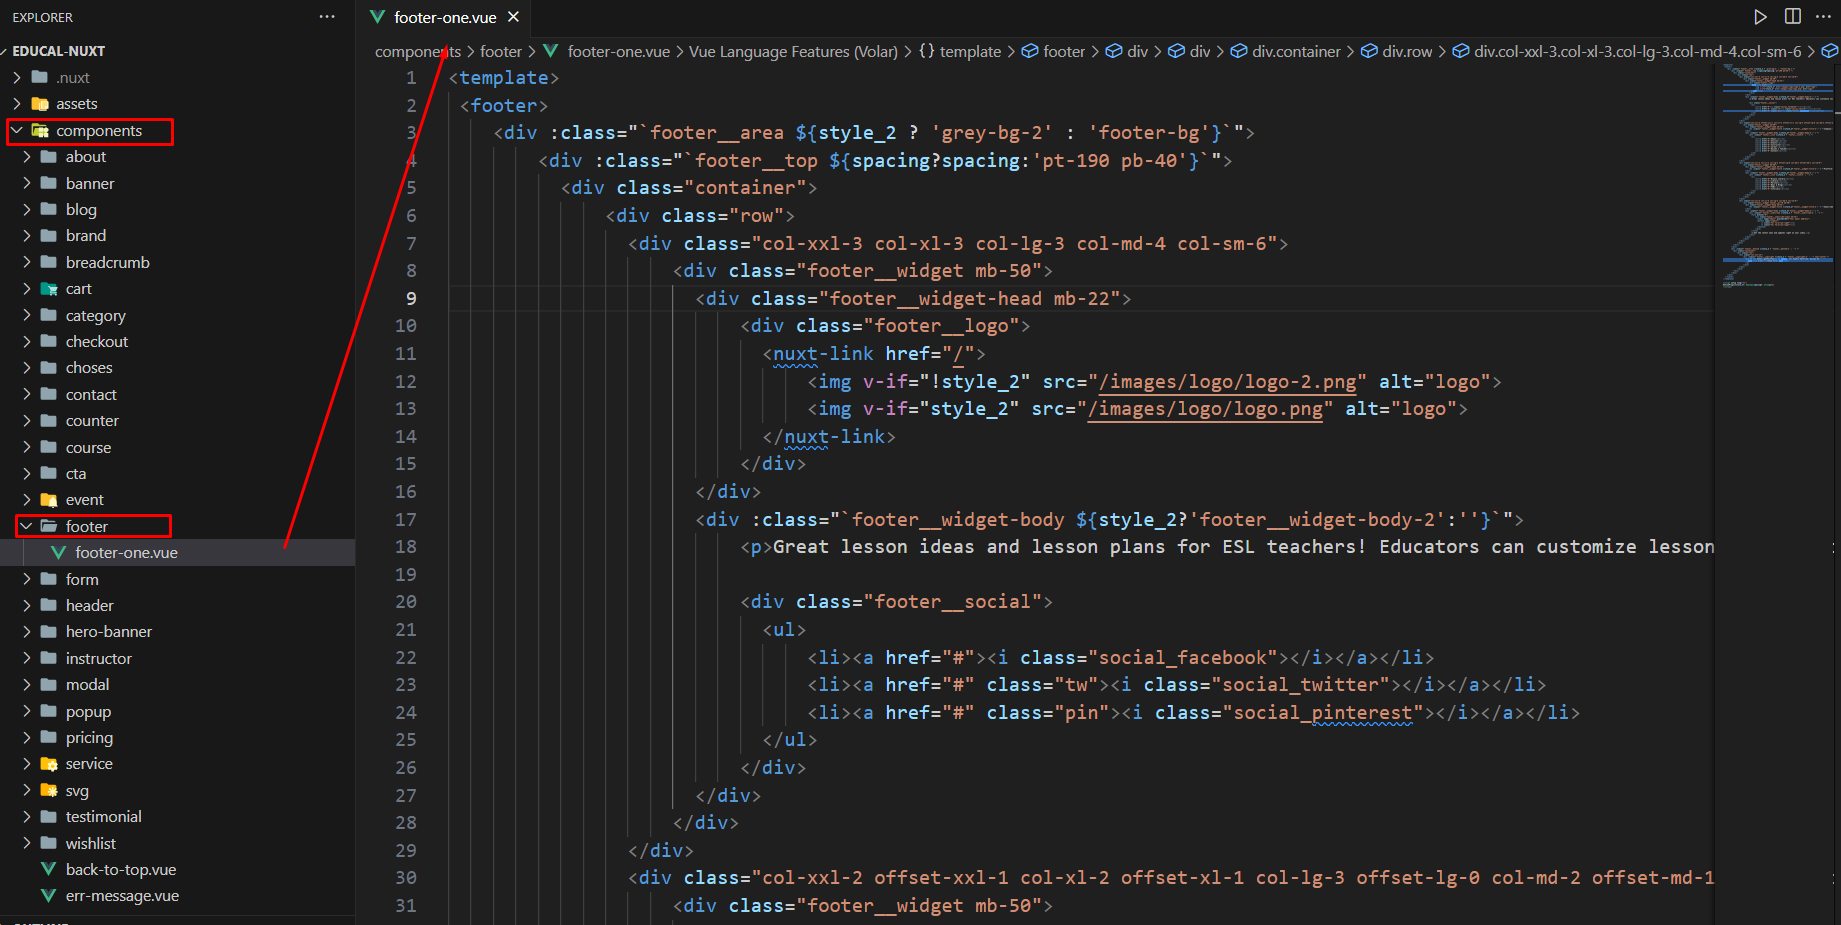 EXPLORER
EDUCAL-NUXT
.nuxt
assets
components
about
banner
blog
brand
breadcrumb
cart
category
checkout
choses
contact
counter
course
cta
event
footer
footer-one.vue
form
header
hero-banner
instructor
modal
popup
pricing
service
svg
testimonial
wishlist
back-to-top.vue
err-message.vue
footer-one.vue
components > footer > footer-one.vue > Vue Language Features (Volar) > {} template > footer > div > div > div.container > div.row > div.col-xxl-3.col-xl-3.col-lg-3.col-md-4.col-sm-6 >
1 <template>
2 <footer>
3 <div :class="`footer__area ${style_2 ? 'grey-bg-2' : 'footer-bg'}`">
4 <div :class="`footer__top ${spacing?spacing:'pt-190 pb-40'}`">
5 <div class="container">
6 <div class="row">
7 <div class="col-xxl-3 col-xl-3 col-lg-3 col-md-4 col-sm-6">
8 <div class="footer__widget mb-50">
9 <div class="footer__widget-head mb-22">
10 <div class="footer__logo">
11 <nuxt-link href="/">
12 <img v-if="!style_2" src="/images/logo/logo-2.png" alt="logo">
13 <img v-if="style_2" src="/images/logo/logo.png" alt="logo">
14 </nuxt-link>
15 </div>
16 </div>
17 <div :class="`footer__widget-body ${style_2?'footer__widget-body-2':''}`">
18 <p>Great lesson ideas and lesson plans for ESL teachers! Educators can customize lesson
19
20 <div class="footer__social">
21 <ul>
22 <li><a href="#"><i class="social_facebook"></i></a></li>
23 <li><a href="#" class="tw"><i class="social_twitter"></i></a></li>
24 <li><a href="#" class="pin"><i class="social_pinterest"></i></a></li>
25 </ul>
26 </div>
27 </div>
28 </div>
29 </div>
30 <div class="col-xxl-2 offset-xxl-1 col-xl-2 offset-xl-1 col-lg-3 offset-lg-0 col-md-2 offset-md-1
31 <div class="footer__widget mb-50">